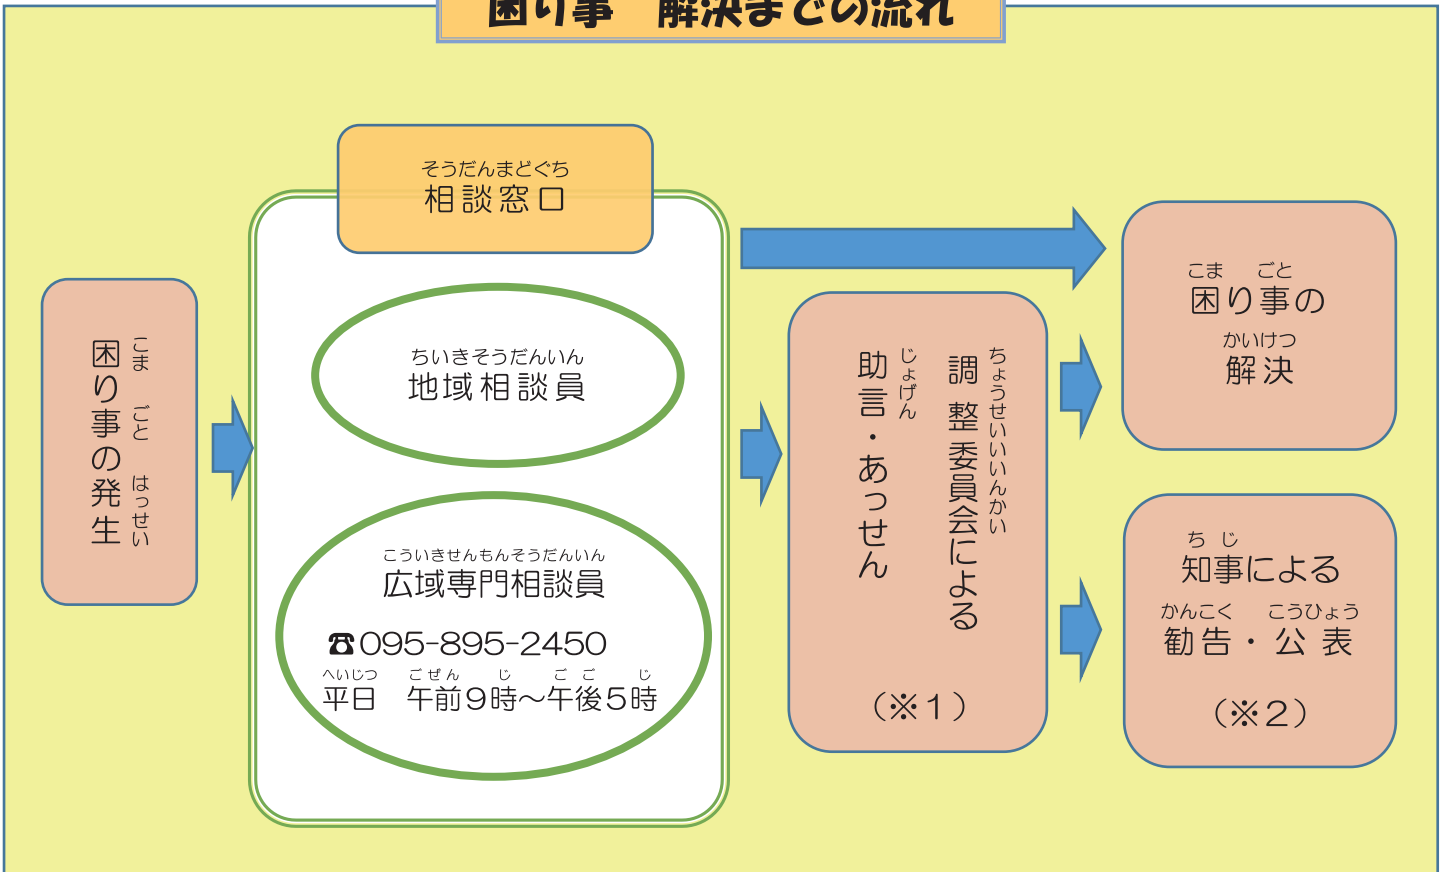 困り事　解決までの流れ
こま ごと はっせい
困り事の発生
そうだんまどぐち
相談窓口
ちいきそうだんいん
地域相談員
こういきせんもんそうだんいん
広域専門相談員
☎095-895-2450
へいじつ ごぜん じ ごご じ
平日　午前９時～午後５時
ちょうせいいいんかい
調整委員会による
じょげん
助言・あっせん
（※１）
こま ごと
困り事の
かいけつ
解決
ちじ
知事による
かんこく こうひょう
勧告・公表
（※２）